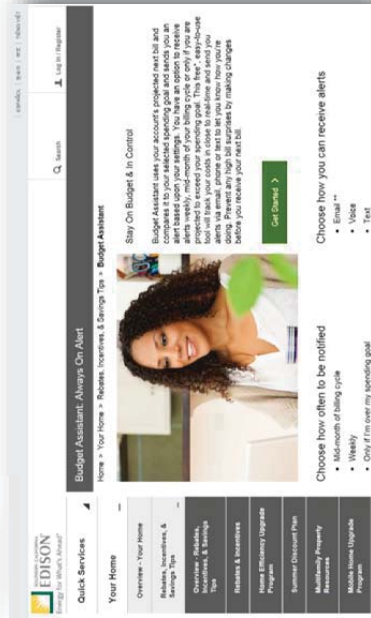 español | 한국어 | 中文 | TIẾNG VIỆT
SOUTHERN CALIFORNIA
EDISON
Energy for What's Ahead®
Search
Log In / Register
Quick Services
Budget Assistant: Always On Alert
Your Home
Home > Your Home > Rebates, Incentives, & Savings Tips > Budget Assistant
Overview - Your Home
Rebates, Incentives, &
Savings Tips
Overview - Rebates,
Incentives, & Savings
Tips
Rebates & Incentives
Home Efficiency Upgrade
Program
Summer Discount Plan
Multifamily Property
Resources
Mobile Home Upgrade
Program
Stay On Budget & In Control
Budget Assistant uses your account's projected next bill and
compares it to your selected spending goal and sends you an
alert based upon your settings. You have an option to receive
alerts weekly, mid-month of your billing cycle or only if you are
projected to exceed your spending goal. This free*, easy-to-use
tool will track your costs in close to real-time and send you
alerts via email, phone or text to let you know how you're
doing. Prevent any high bill surprises by making changes
before you receive your next bill.
Get Started >
Choose how often to be notified
• Mid-month of billing cycle
• Weekly
• Only if I'm over my spending goal
Choose how you can receive alerts
• Email **
• Voice
• Text